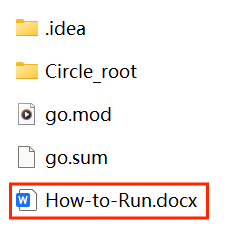 .idea
Circle_root
go.mod
go.sum
How-to-Run.docx